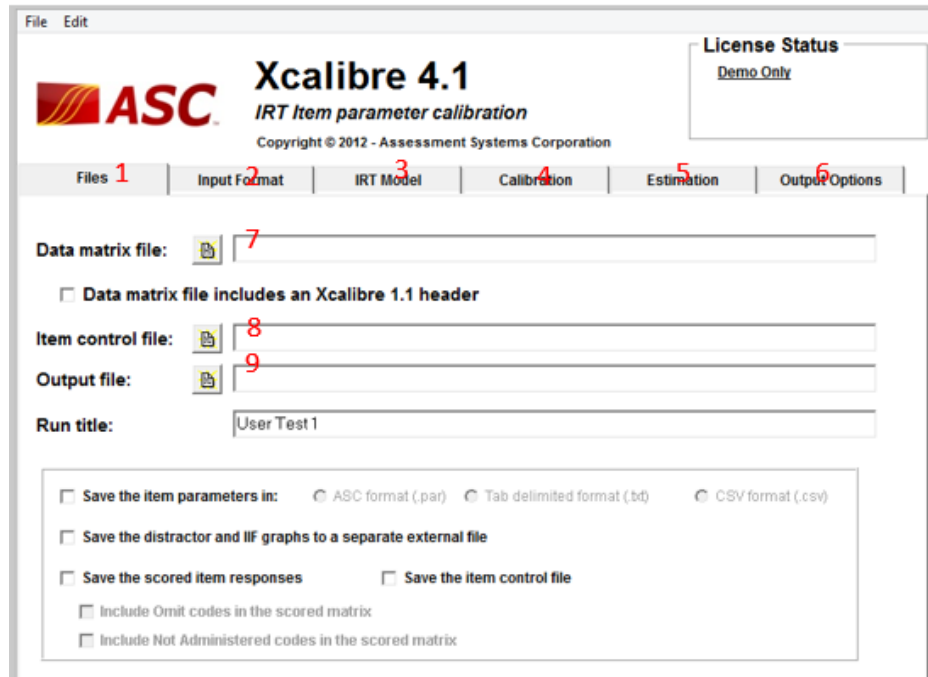 File Edit
License Status
Demo Only
ASC
Xcalibre 4.1
IRT Item parameter calibration
Copyright © 2012 - Assessment Systems Corporation
Files 1 Input Format 2 IRT Model 3 Calibration 4 Estimation 5 Output Options 6
Data matrix file: 7
Data matrix file includes an Xcalibre 1.1 header
Item control file: 8
Output file: 9
Run title: User Test 1
Save the item parameters in: ASC format (.par) Tab delimited format (.txt) CSV format (.csv)
Save the distractor and IIF graphs to a separate external file
Save the scored item responses Save the item control file
Include Omit codes in the scored matrix
Include Not Administered codes in the scored matrix